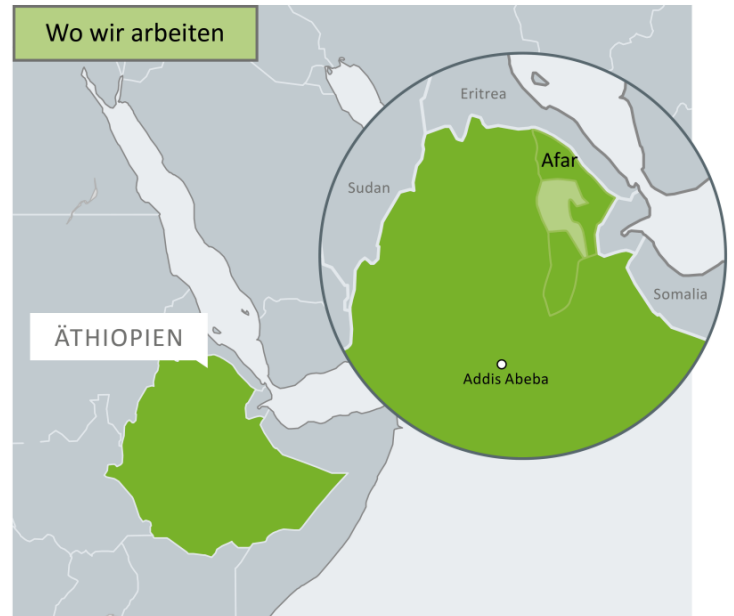 Wo wir arbeiten
Eritrea
Afar
Sudan
Somalia
ÄTHIOPIEN
Addis Abeba